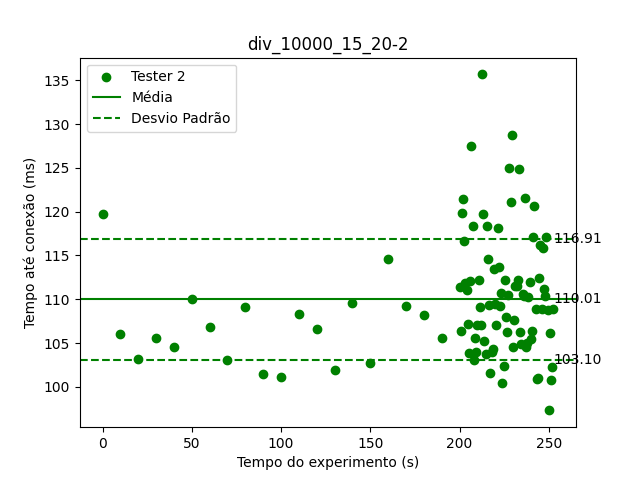 div_10000_15_20-2
Tester 2
Média
Desvio Padrão
135
130
125
120
115
110
105
100
116.91
110.01
103.10
0
50
100
150
200
250
Tempo até conexão (ms)
Tempo do experimento (s)